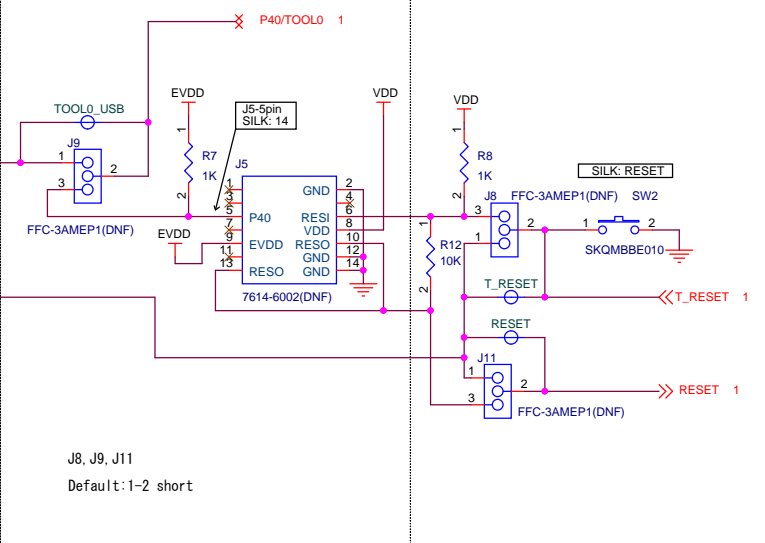 P40/TOOL0 1
EVDD
J5-5pin
SILK: 14
VDD
VDD
TOOL0_USB
J9
1
2
3
FFC-3AMEP1(DNF)
1
R7
1K
2
J5
1
3
5
7
9
11
13
P40
EVDD
RESO
GND
RESI
VDD
RESO
GND
GND
2
4
6
8
10
12
14
7614-6002(DNF)
EVDD
1
R8
1K
2
SILK: RESET
J8 FFC-3AMEP1(DNF) SW2
3
2
1
1
2
SKQMBBE010
1
R12
10K
2
T_RESET
T_RESET 1
RESET
J11
1
2
3
RESET 1
FFC-3AMEP1(DNF)
J8, J9, J11
Default:1-2 short